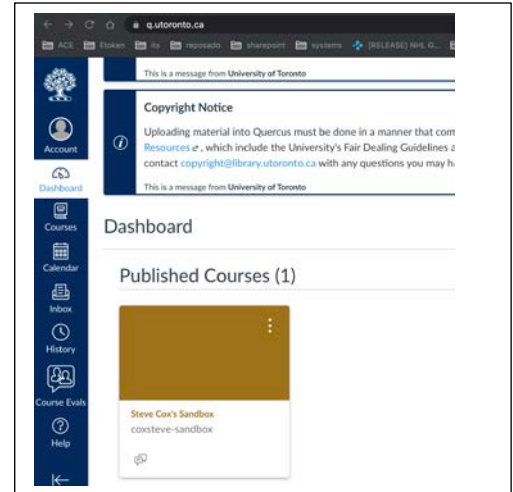 q.utoronto.ca
ACE Etoken its reposado sharepoint systems [RELEASE] NHL G...
This is a message from University of Toronto
Copyright Notice
Uploading material into Quercus must be done in a manner that com
Resources, which include the University's Fair Dealing Guidelines a
contact copyright@library.utoronto.ca with any questions you may h
This is a message from University of Toronto
Account
Dashboard
Courses
Calendar
Inbox
History
Course Evals
Help
Dashboard
Published Courses (1)
Steve Cox's Sandbox
coxsteve-sandbox